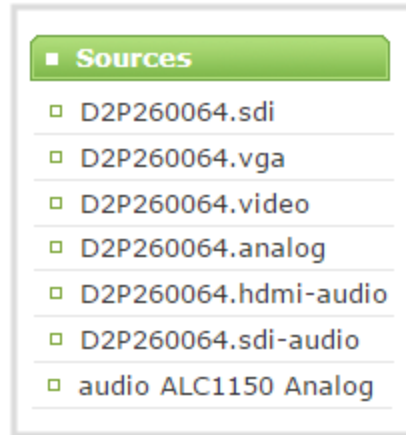 Sources
D2P260064.sdi
D2P260064.vga
D2P260064.video
D2P260064.analog
D2P260064.hdmi-audio
D2P260064.sdi-audio
audio ALC1150 Analog